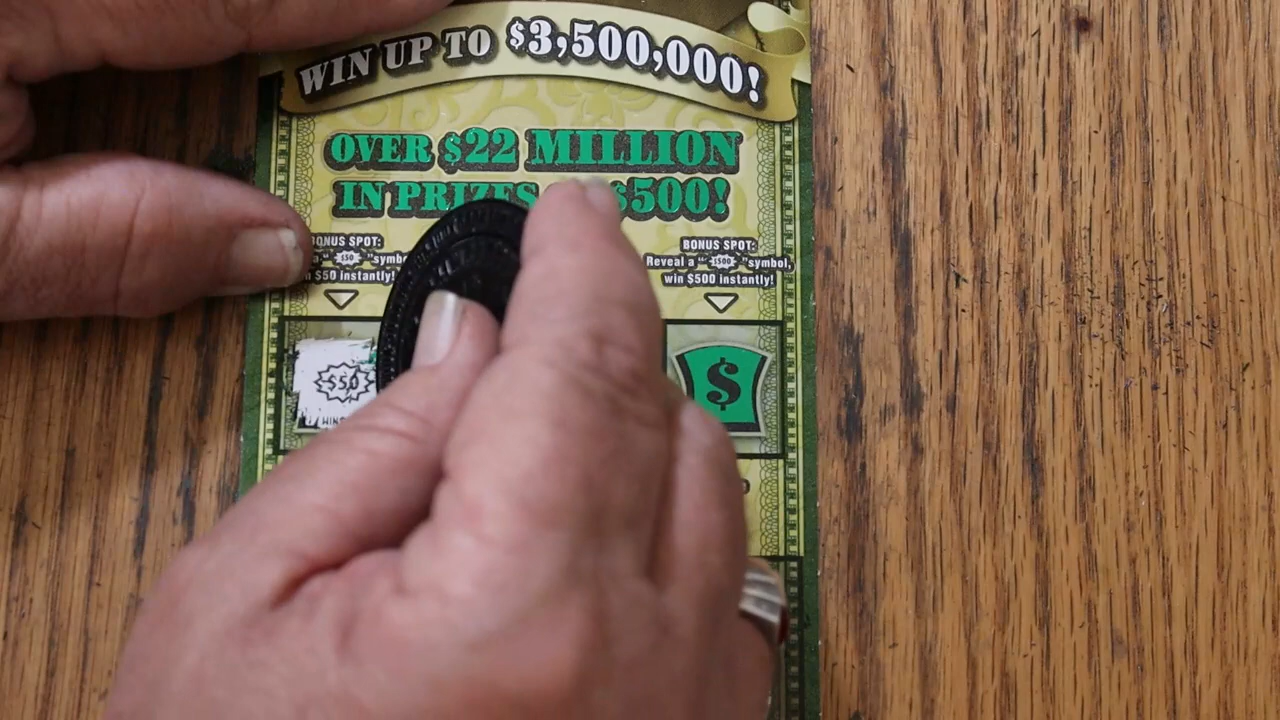 WIN UP TO $3,500,000!
OVER $22 MILLION
IN PRIZES $500!
BONUS SPOT:
$50
$50 instantly!
BONUS SPOT:
Reveal a "$500" symbol,
win $500 instantly!
$50
$